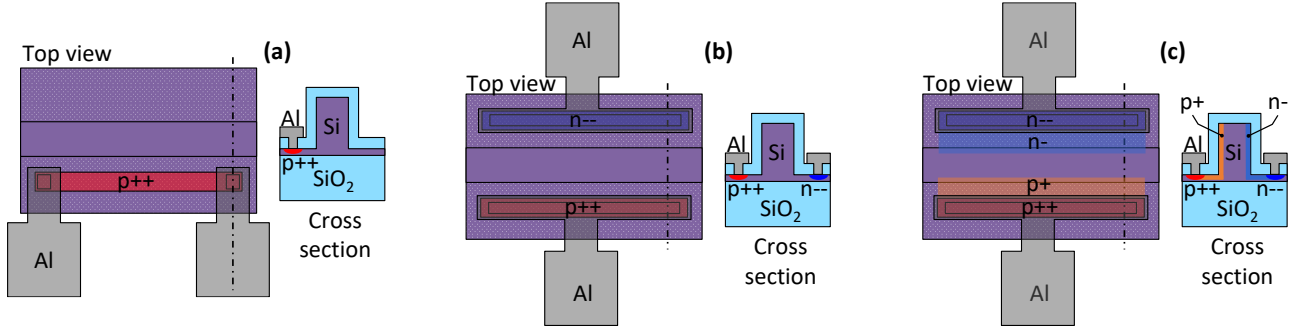 (a)
Top view
Al
Si
p++
p++
SiO2
Al
Cross
section
Al
(b)
Top view
n--
Al
Si
p++
n--
p++
SiO2
Al
Cross
section
Al
(c)
Top view
n--
n-
p+
n-
Al
Si
p+
p++
n--
p++
SiO2
Al
Cross
section